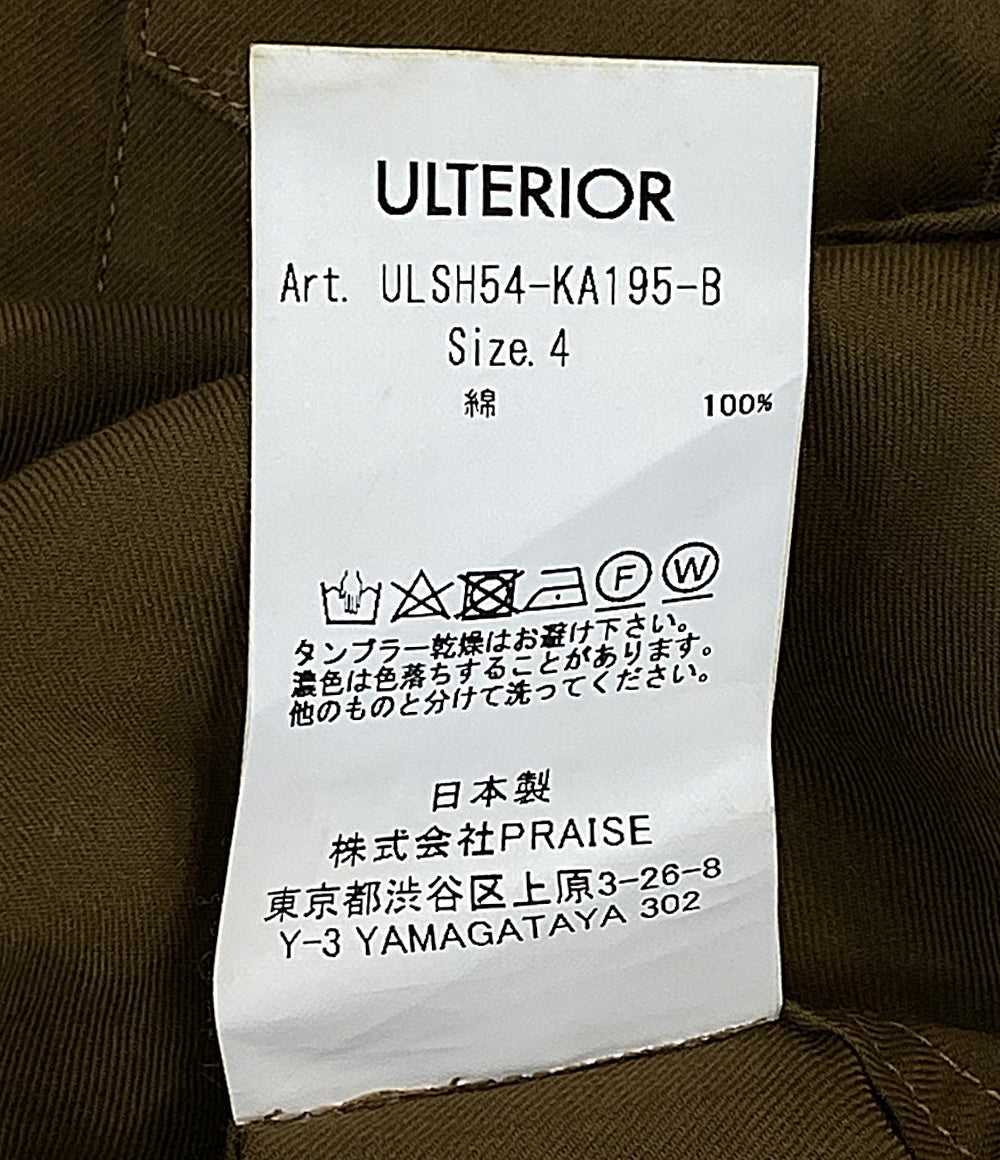 ULTERIOR
Art. ULSH54-KA195-B
Size. 4
綿 100%
F W
タンブラー乾燥はお避け下さい。
濃色は色落ちすることがあります。
他のものと分けて洗ってください。
日本製
株式会社PRAISE
東京都渋谷区上原3-26-8
Y-3 YAMAGATAYA 302